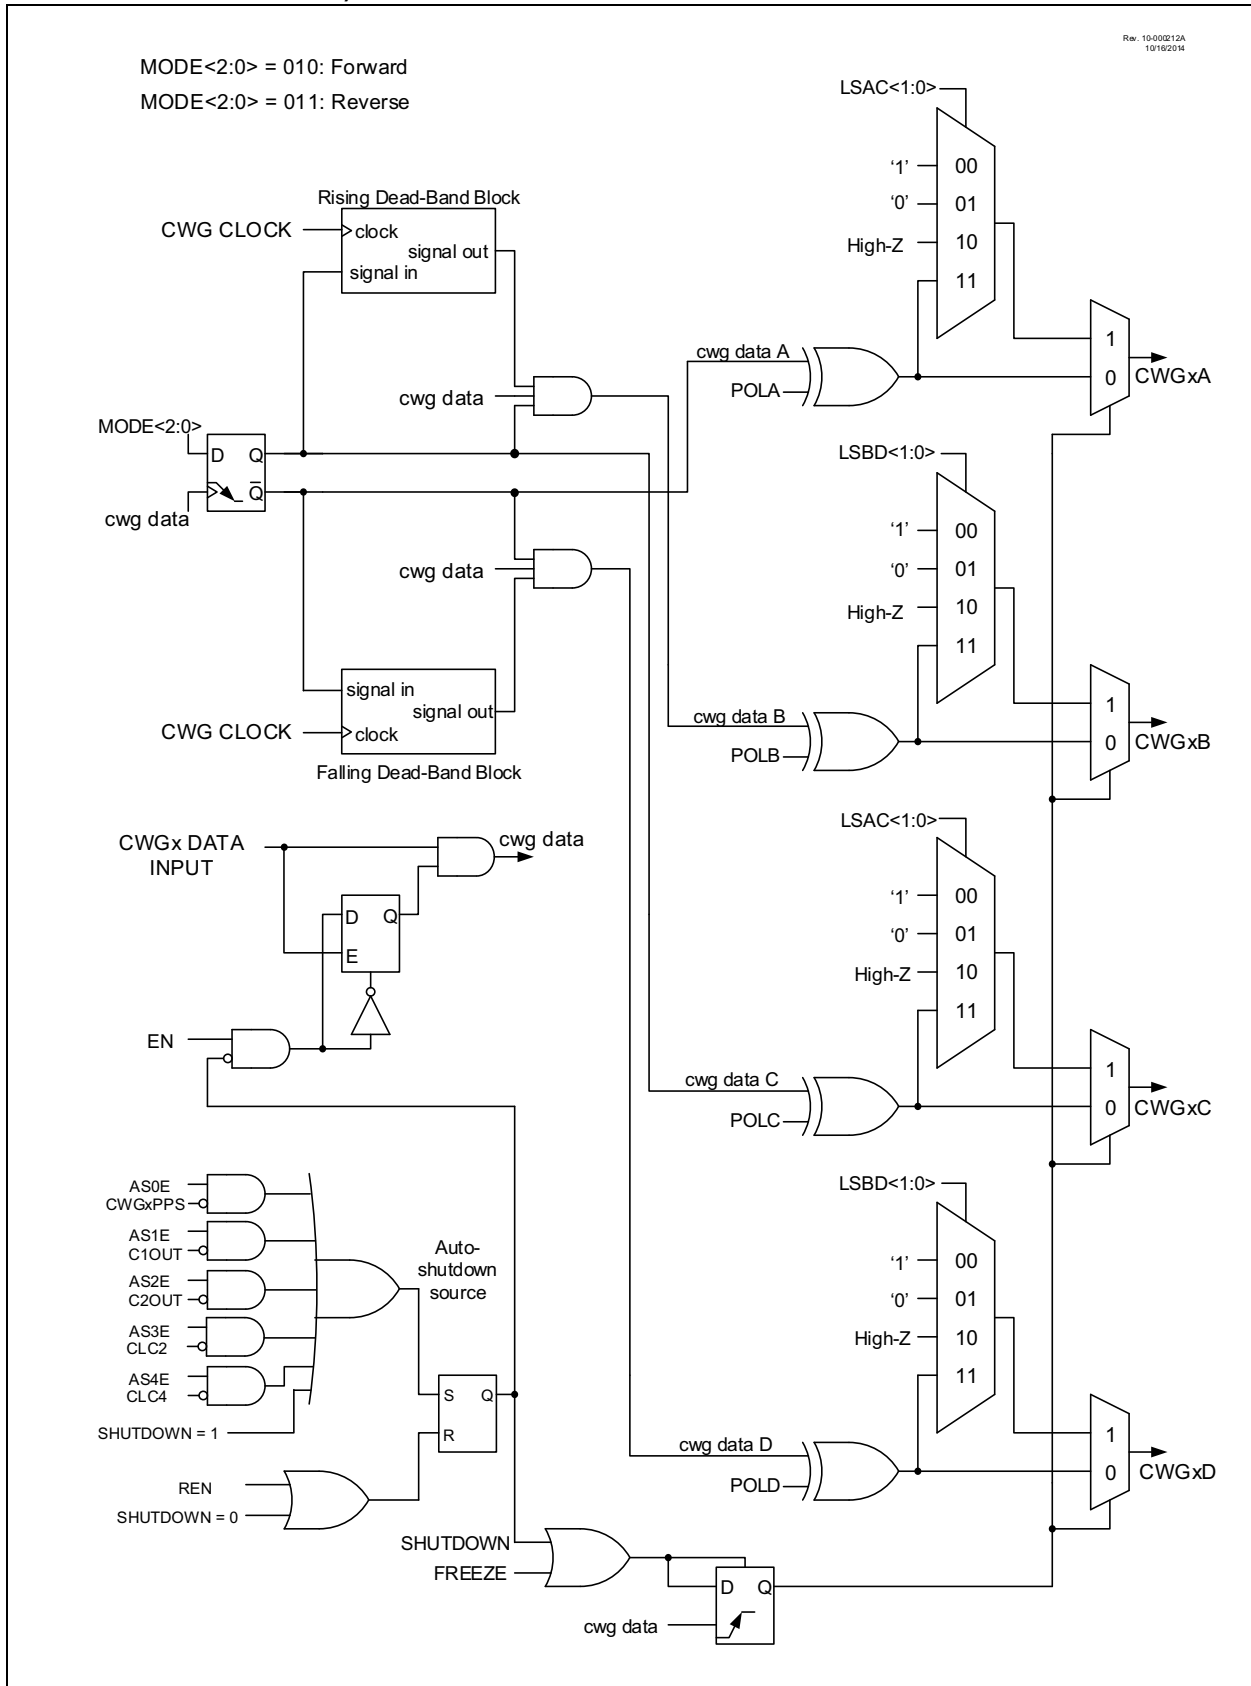 Rev. 10-000212A
10/16/2014
MODE<2:0> = 010: Forward
MODE<2:0> = 011: Reverse
LSAC<1:0>
'1'
00
'0'
01
High-Z
10
11
1
0
CWGxA
Rising Dead-Band Block
CWG CLOCK
clock
signal out
signal in
cwg data A
POLA
cwg data
MODE<2:0>
D
Q
Q
cwg data
cwg data
LSBD<1:0>
'1'
00
'0'
01
High-Z
10
11
1
0
CWGxB
signal in
signal out
CWG CLOCK
clock
Falling Dead-Band Block
cwg data B
POLB
CWGx DATA
INPUT
cwg data
D
Q
E
EN
LSAC<1:0>
'1'
00
'0'
01
High-Z
10
11
1
0
CWGxC
cwg data C
POLC
AS0E
CWGxPPS
AS1E
C1OUT
AS2E
C2OUT
AS3E
CLC2
AS4E
CLC4
SHUTDOWN = 1
Auto-
shutdown
source
S
Q
R
REN
SHUTDOWN = 0
LSBD<1:0>
'1'
00
'0'
01
High-Z
10
11
1
0
CWGxD
cwg data D
POLD
SHUTDOWN
FREEZE
D
Q
cwg data